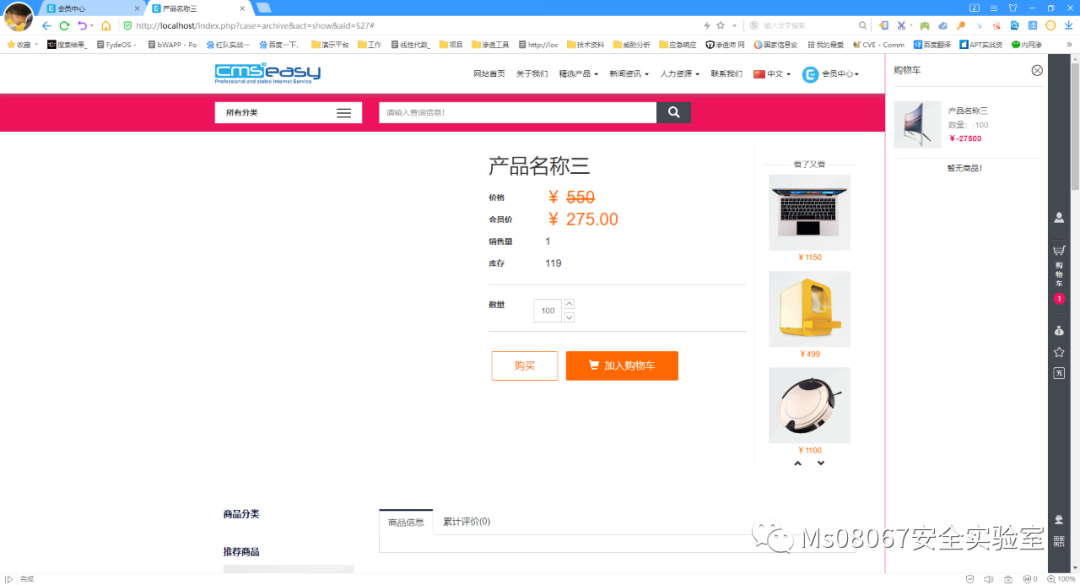 会员中心
产品名称三
http://localhost/index.php?case=archive&act=show&aid=527#
输入文字搜索
收藏
搜索结果_
FydeOS -
bWAPP - Po
红队实战一
百度一下,
演示平台
工作
线性代数_
项目
渗透工具
http://loc
技术资料
威胁分析
应急响应
渗透师 网
国家信息安
我的最爱
CVE - Comm
百度翻译
APT实战资
内网渗
CMSeasy
Professional and stable Internet Service
网站首页
关于我们
精选产品
新闻资讯
人力资源
联系我们
中文
会员中心
购物车
所有分类
请输入查询信息!
产品名称三
数量: -100
¥-27500
暂无商品!
产品名称三
价格 ¥ 550
会员价 ¥ 275.00
销售量 1
库存 119
数量 100
购买
加入购物车
看了又看
¥1150
¥499
¥1100
购物车
1
商品分类
商品信息
累计评价(0)
推荐商品
Ms08067安全实验室
完成
0
100%